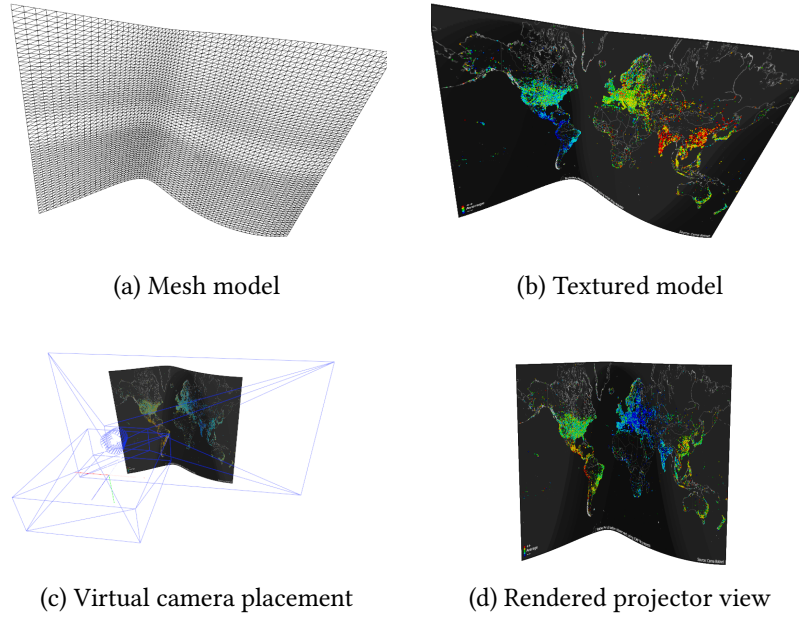 (a) Mesh model
(b) Textured model
(c) Virtual camera placement
(d) Rendered projector view